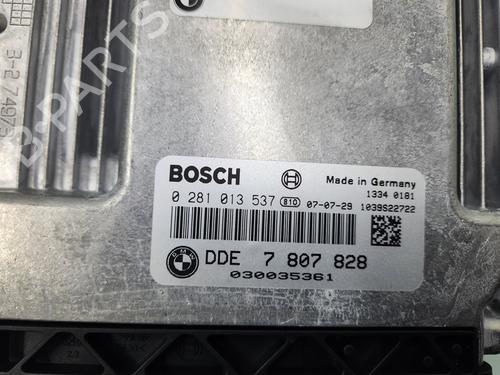 B-PARTS
BOSCH
Made in Germany
1334 0181
0 281 013 537 810 07-07-29 1039S22722
DDE 7 807 828
030035361